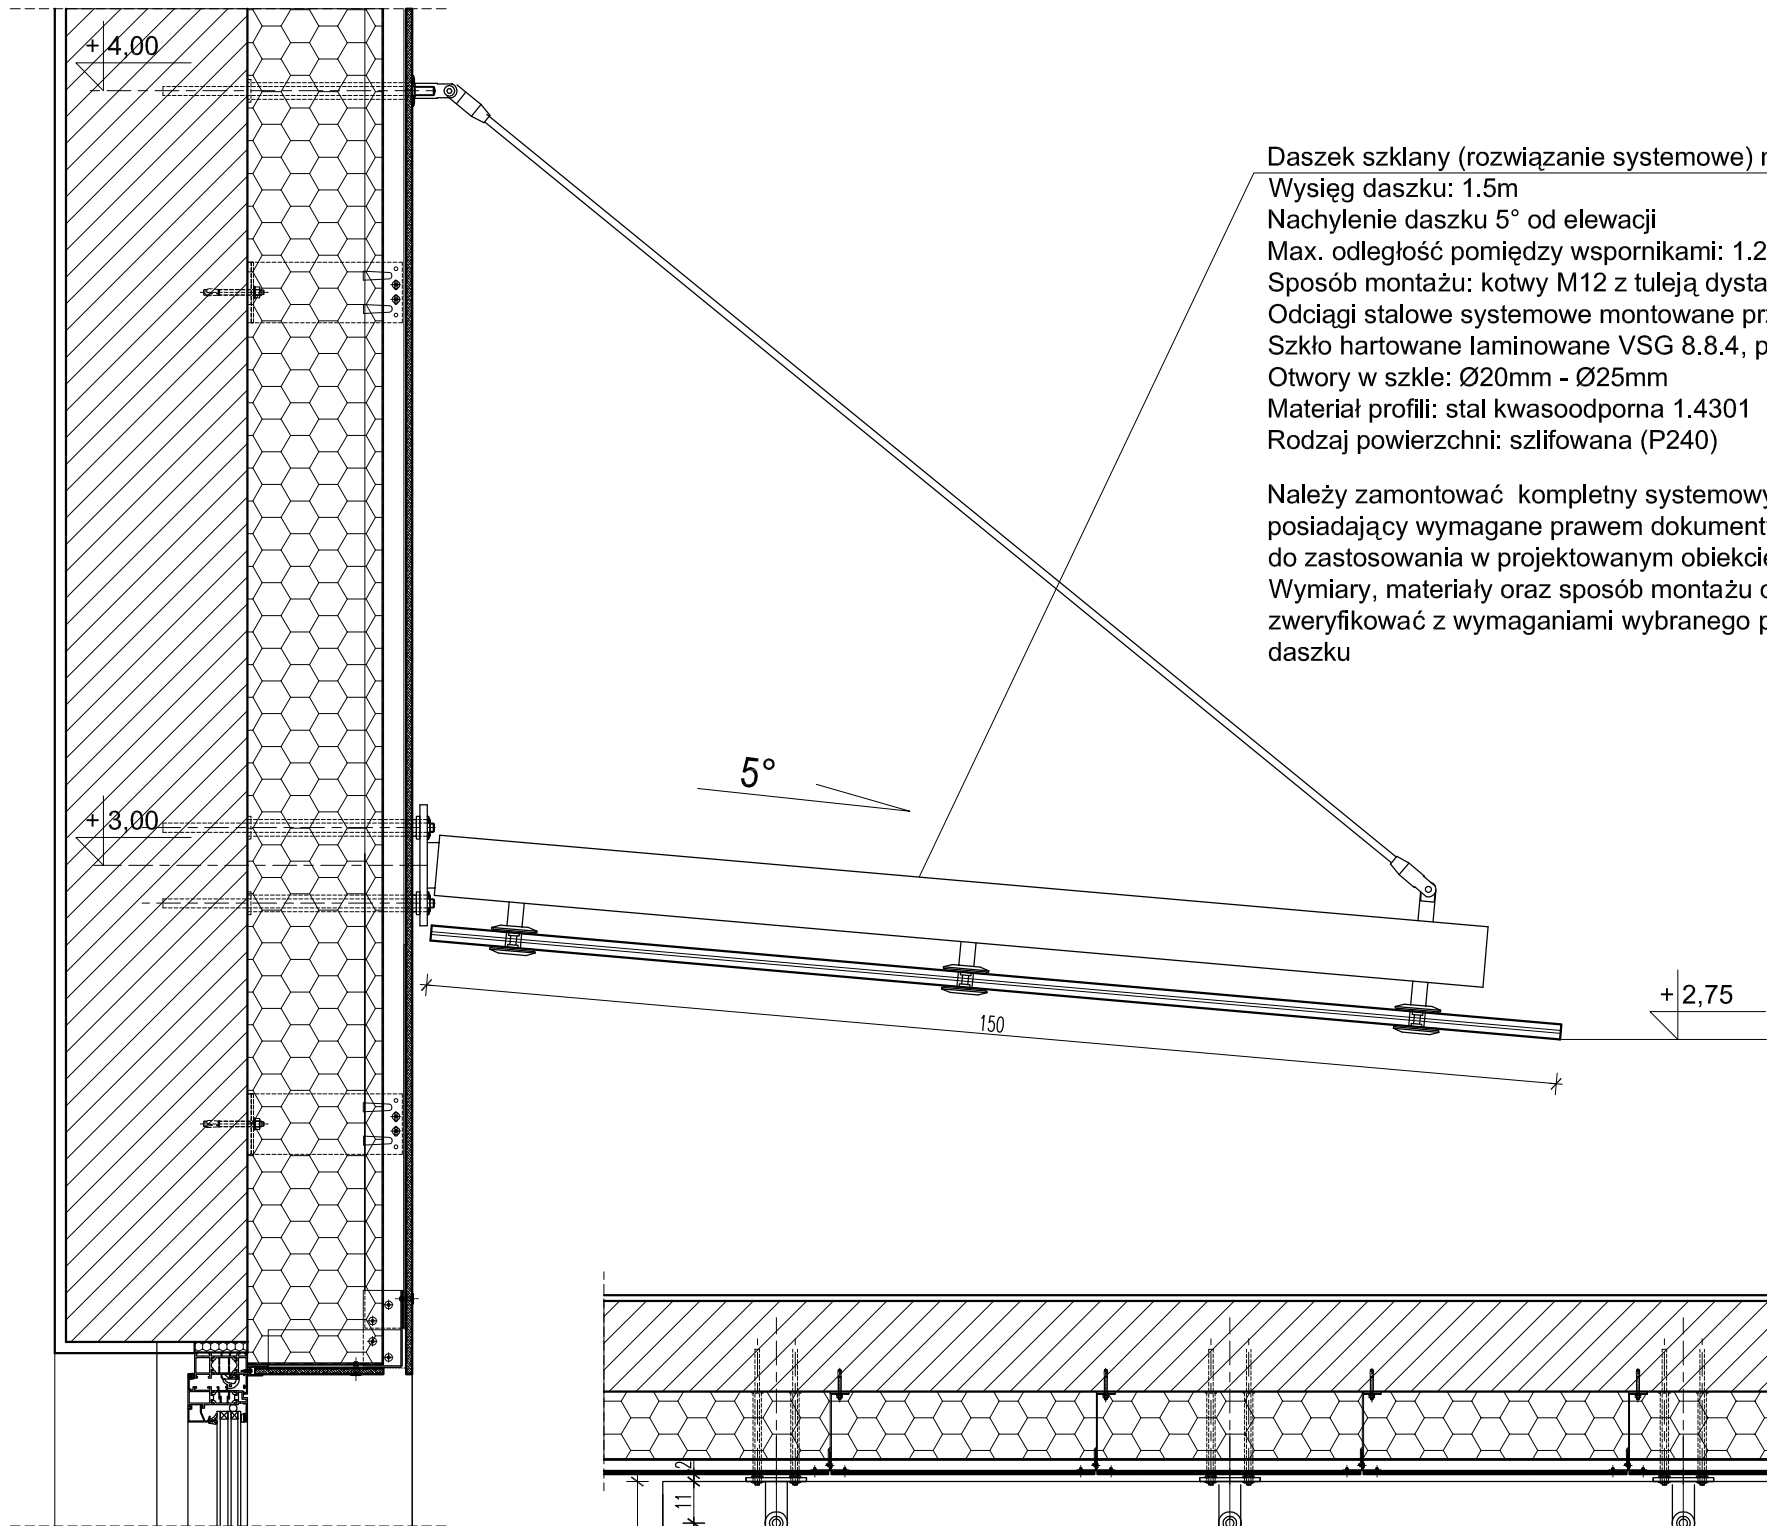 + 4,00
Daszek szklany (rozwiązanie systemowe)
Wysięg daszku: 1.5m
Nachylenie daszku 5° od elewacji
Max. odległość pomiędzy wspornikami: 1.2
Sposób montażu: kotwy M12 z tuleją dysta
Odciągi stalowe systemowe montowane prz
Szkło hartowane laminowane VSG 8.8.4, p
Otwory w szkle: Ø20mm - Ø25mm
Materiał profili: stal kwasoodporna 1.4301
Rodzaj powierzchni: szlifowana (P240)
Należy zamontować kompletny systemowy
posiadający wymagane prawem dokument
do zastosowania w projektowanym obiekcie
Wymiary, materiały oraz sposób montażu
zweryfikować z wymaganiami wybranego p
daszku
5°
+ 3,00
+ 2,75
150
2
11